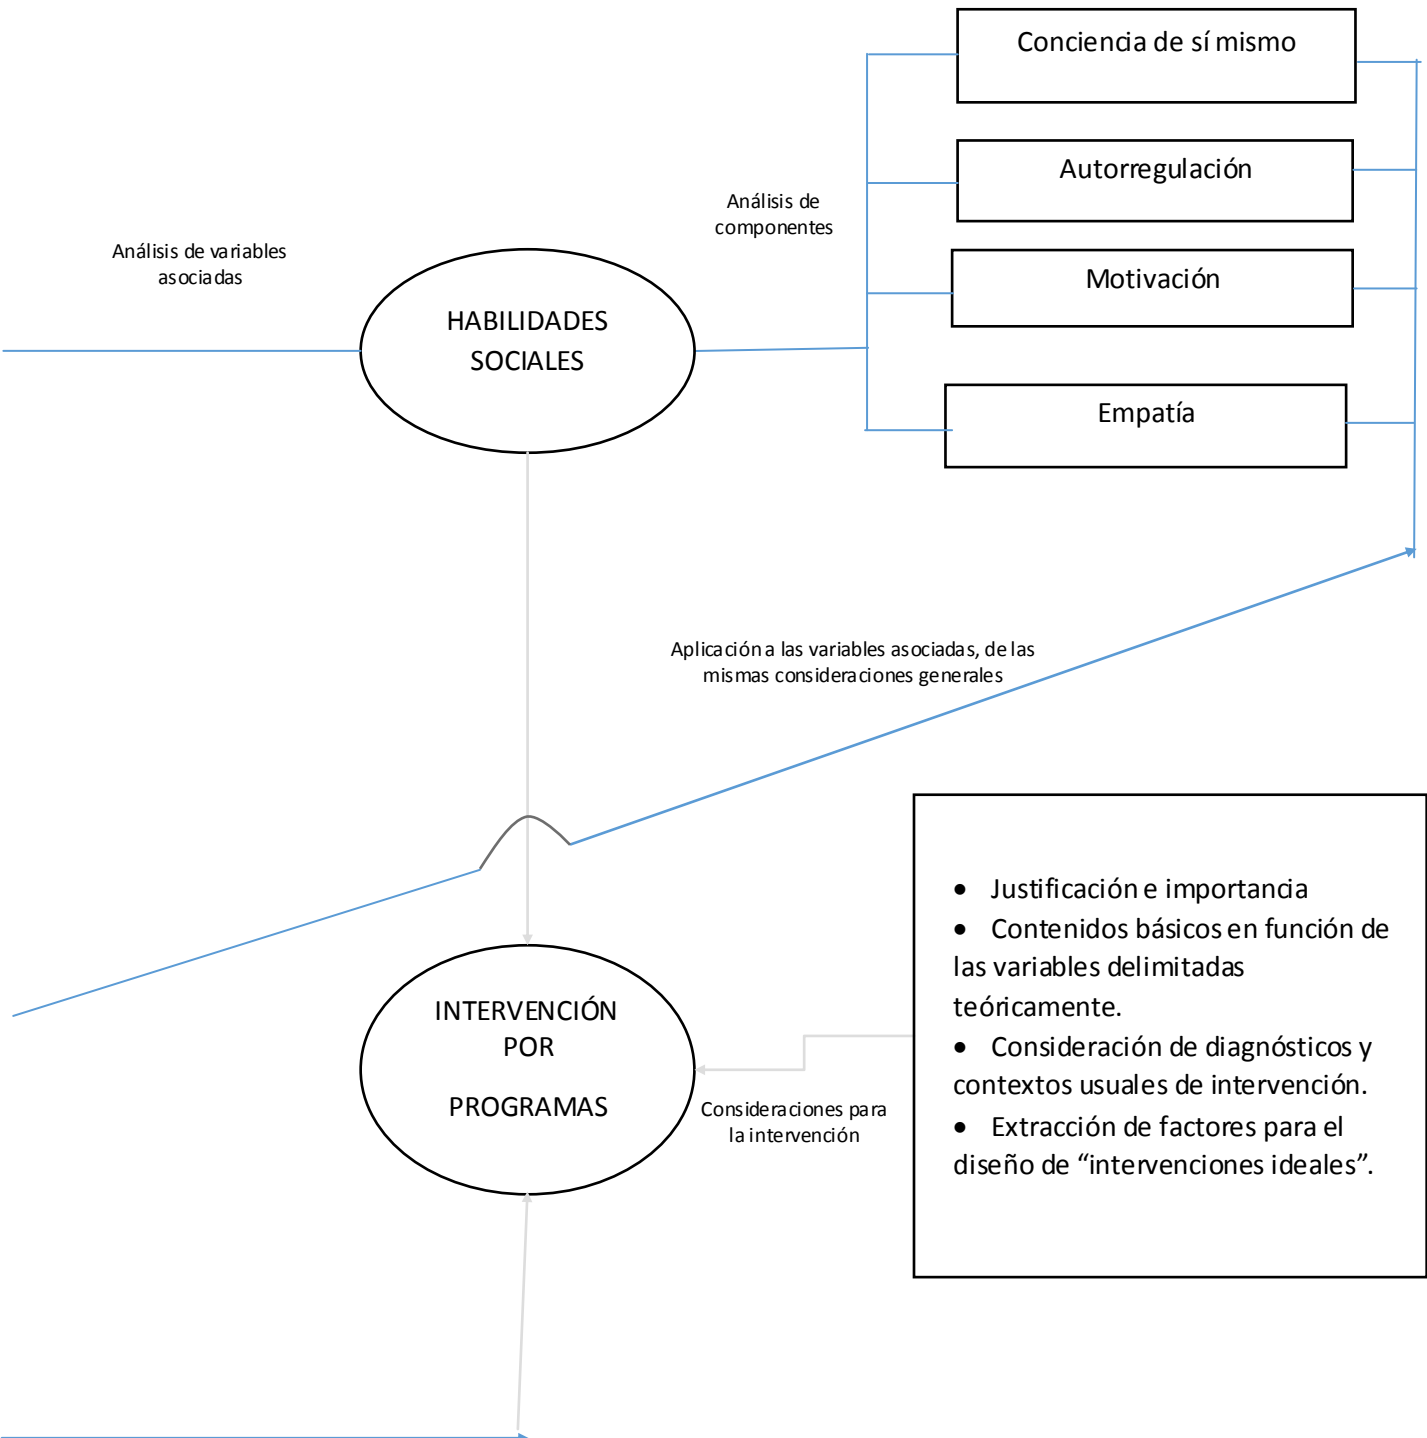 Conciencia de sí mismo
Autorregulación
Análisis de
componentes
Análisis de variables
asociadas
Motivación
HABILIDADES
SOCIALES
Empatía
Aplicación a las variables asociadas, de las
mismas consideraciones generales
• Justificación e importancia
• Contenidos básicos en función de
las variables delimitadas
teóricamente.
• Consideración de diagnósticos y
contextos usuales de intervención.
• Extracción de factores para el
diseño de “intervenciones ideales”.
INTERVENCIÓN
POR
PROGRAMAS
Consideraciones para
la intervención